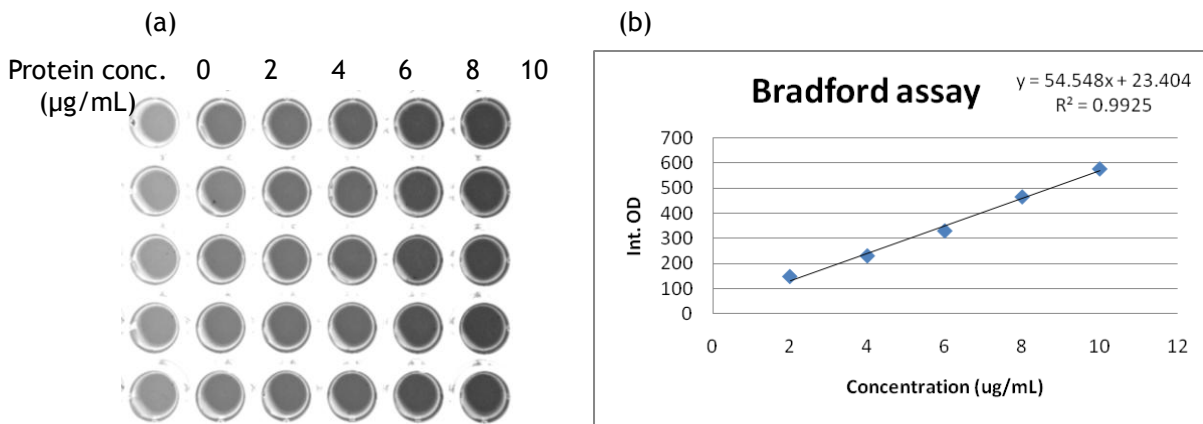 (a)
Protein conc. 0 2 4 6 8 10
(µg/mL)
(b)
Bradford assay
y = 54.548x + 23.404
R² = 0.9925
700
600
500
400
300
200
100
0
Int. OD
0 2 4 6 8 10 12
Concentration (ug/mL)